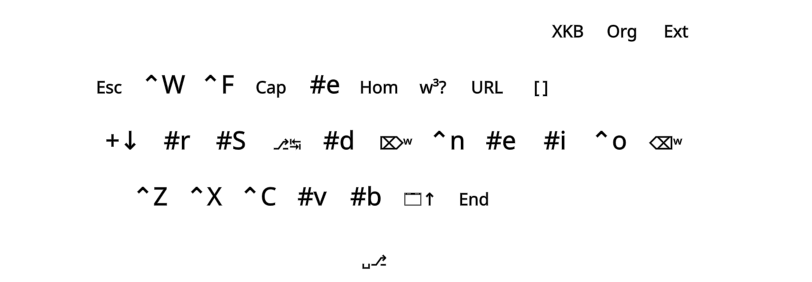 XKB Org Ext
Esc ^W ^F Cap #e Hom w³? URL []
+↓ #r #S ⎇↹ #d ⌦ʷ ^n #e #i ^o ⌫ʷ
^Z ^X ^C #v #b 🗔↑ End
␣⎇